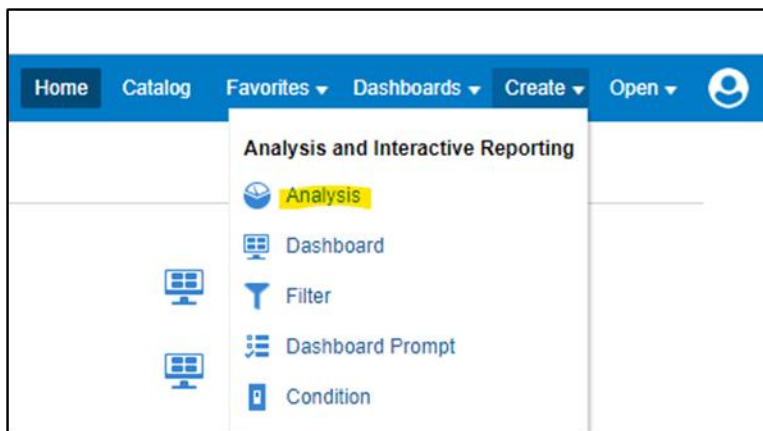 Home Catalog Favorites Dashboards Create Open
Analysis and Interactive Reporting
Analysis
Dashboard
Filter
Dashboard Prompt
Condition